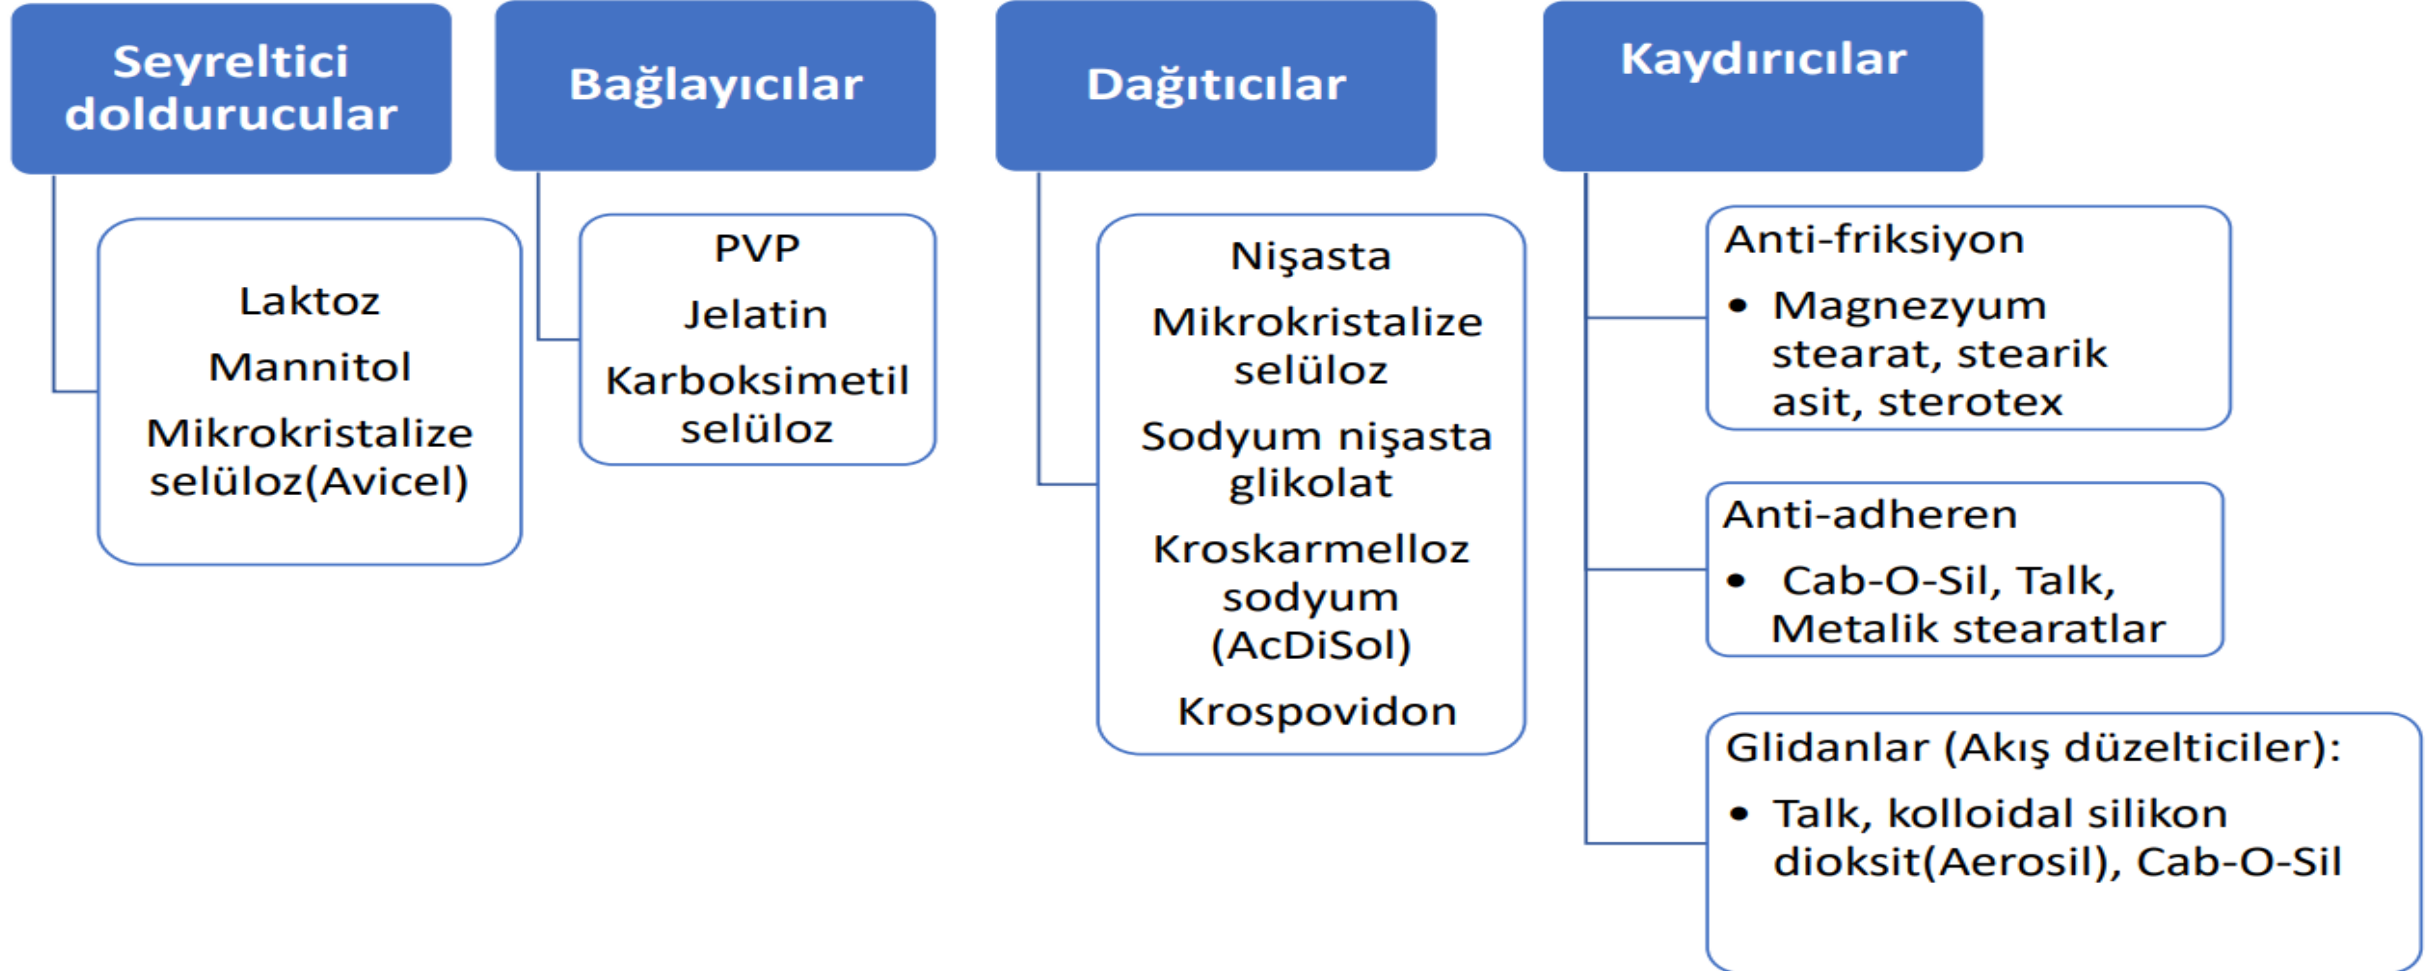 Seyreltici
doldurucular
Laktoz
Mannitol
Mikrokristalize
selüloz(Avicel)
Bağlayıcılar
PVP
Jelatin
Karboksimetil
selüloz
Dağıtıcılar
Nişasta
Mikrokristalize
selüloz
Sodyum nişasta
glikolat
Kroskarmelloz
sodyum
(AcDiSol)
Krospovidon
Kaydırıcılar
Anti-friksiyon
• Magnezyum
stearat, stearik
asit, sterotex
Anti-adheren
• Cab-O-Sil, Talk,
Metalik stearatlar
Glidanlar (Akış düzelticiler):
• Talk, kolloidal silikon
dioksit(Aerosil), Cab-O-Sil